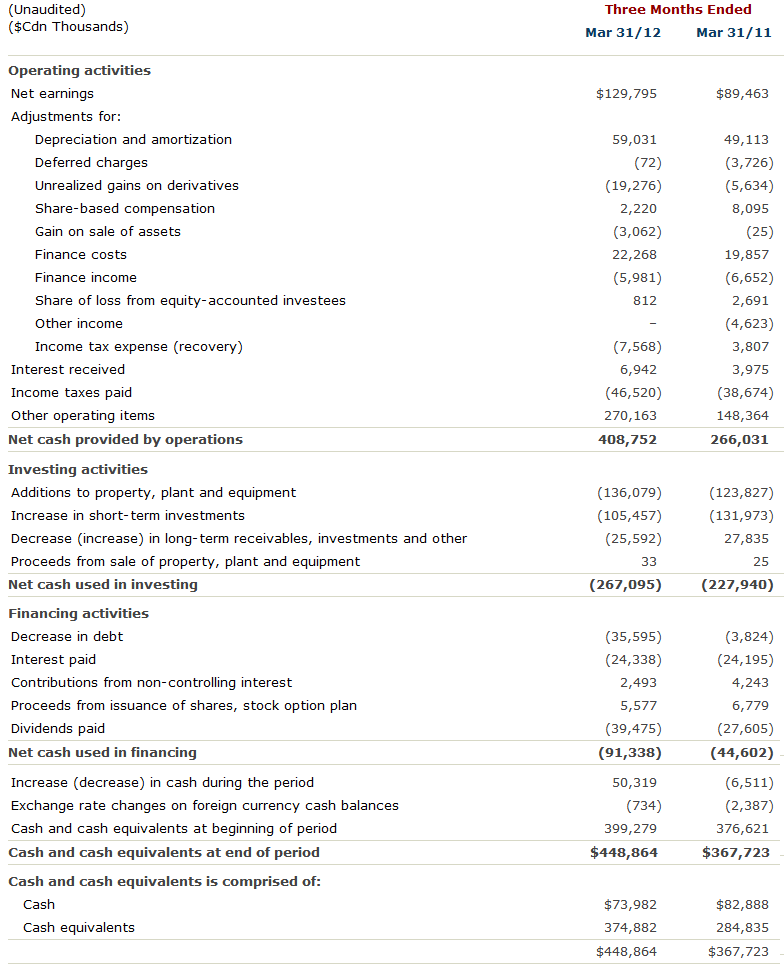 (Unaudited) Three Months Ended
($Cdn Thousands) Mar 31/12 Mar 31/11
Operating activities
Net earnings $129,795 $89,463
Adjustments for:
Depreciation and amortization 59,031 49,113
Deferred charges (72) (3,726)
Unrealized gains on derivatives (19,276) (5,634)
Share-based compensation 2,220 8,095
Gain on sale of assets (3,062) (25)
Finance costs 22,268 19,857
Finance income (5,981) (6,652)
Share of loss from equity-accounted investees 812 2,691
Other income – (4,623)
Income tax expense (recovery) (7,568) 3,807
Interest received 6,942 3,975
Income taxes paid (46,520) (38,674)
Other operating items 270,163 148,364
Net cash provided by operations 408,752 266,031
Investing activities
Additions to property, plant and equipment (136,079) (123,827)
Increase in short-term investments (105,457) (131,973)
Decrease (increase) in long-term receivables, investments and other (25,592) 27,835
Proceeds from sale of property, plant and equipment 33 25
Net cash used in investing (267,095) (227,940)
Financing activities
Decrease in debt (35,595) (3,824)
Interest paid (24,338) (24,195)
Contributions from non-controlling interest 2,493 4,243
Proceeds from issuance of shares, stock option plan 5,577 6,779
Dividends paid (39,475) (27,605)
Net cash used in financing (91,338) (44,602)
Increase (decrease) in cash during the period 50,319 (6,511)
Exchange rate changes on foreign currency cash balances (734) (2,387)
Cash and cash equivalents at beginning of period 399,279 376,621
Cash and cash equivalents at end of period $448,864 $367,723
Cash and cash equivalents is comprised of:
Cash $73,982 $82,888
Cash equivalents 374,882 284,835
$448,864 $367,723